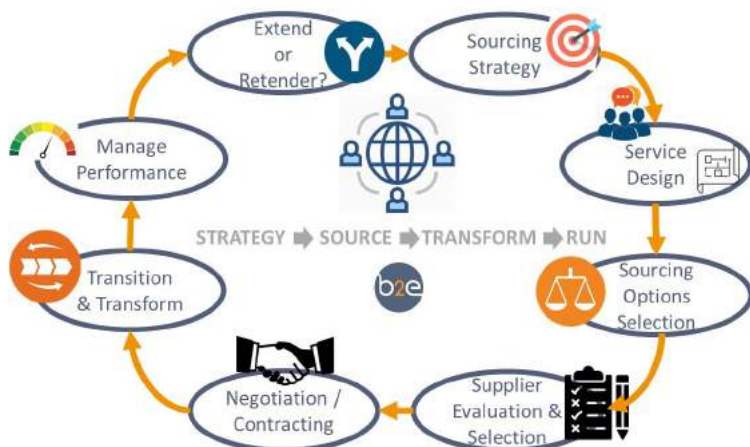 Extend
or
Retender?
Sourcing
Strategy
Service
Design
Sourcing
Options
Selection
Supplier
Evaluation &
Selection
Negotiation /
Contracting
Transition
& Transform
Manage
Performance
STRATEGY SOURCE TRANSFORM RUN
b2e